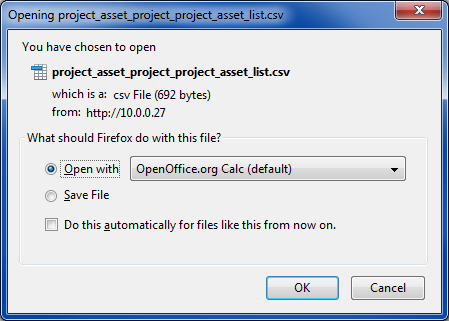 Opening project_asset_project_project_asset_list.csv
You have chosen to open
project_asset_project_project_asset_list.csv
which is a: csv File (692 bytes)
from: http://10.0.0.27
What should Firefox do with this file?
Open with OpenOffice.org Calc (default)
Save File
Do this automatically for files like this from now on.
OK Cancel